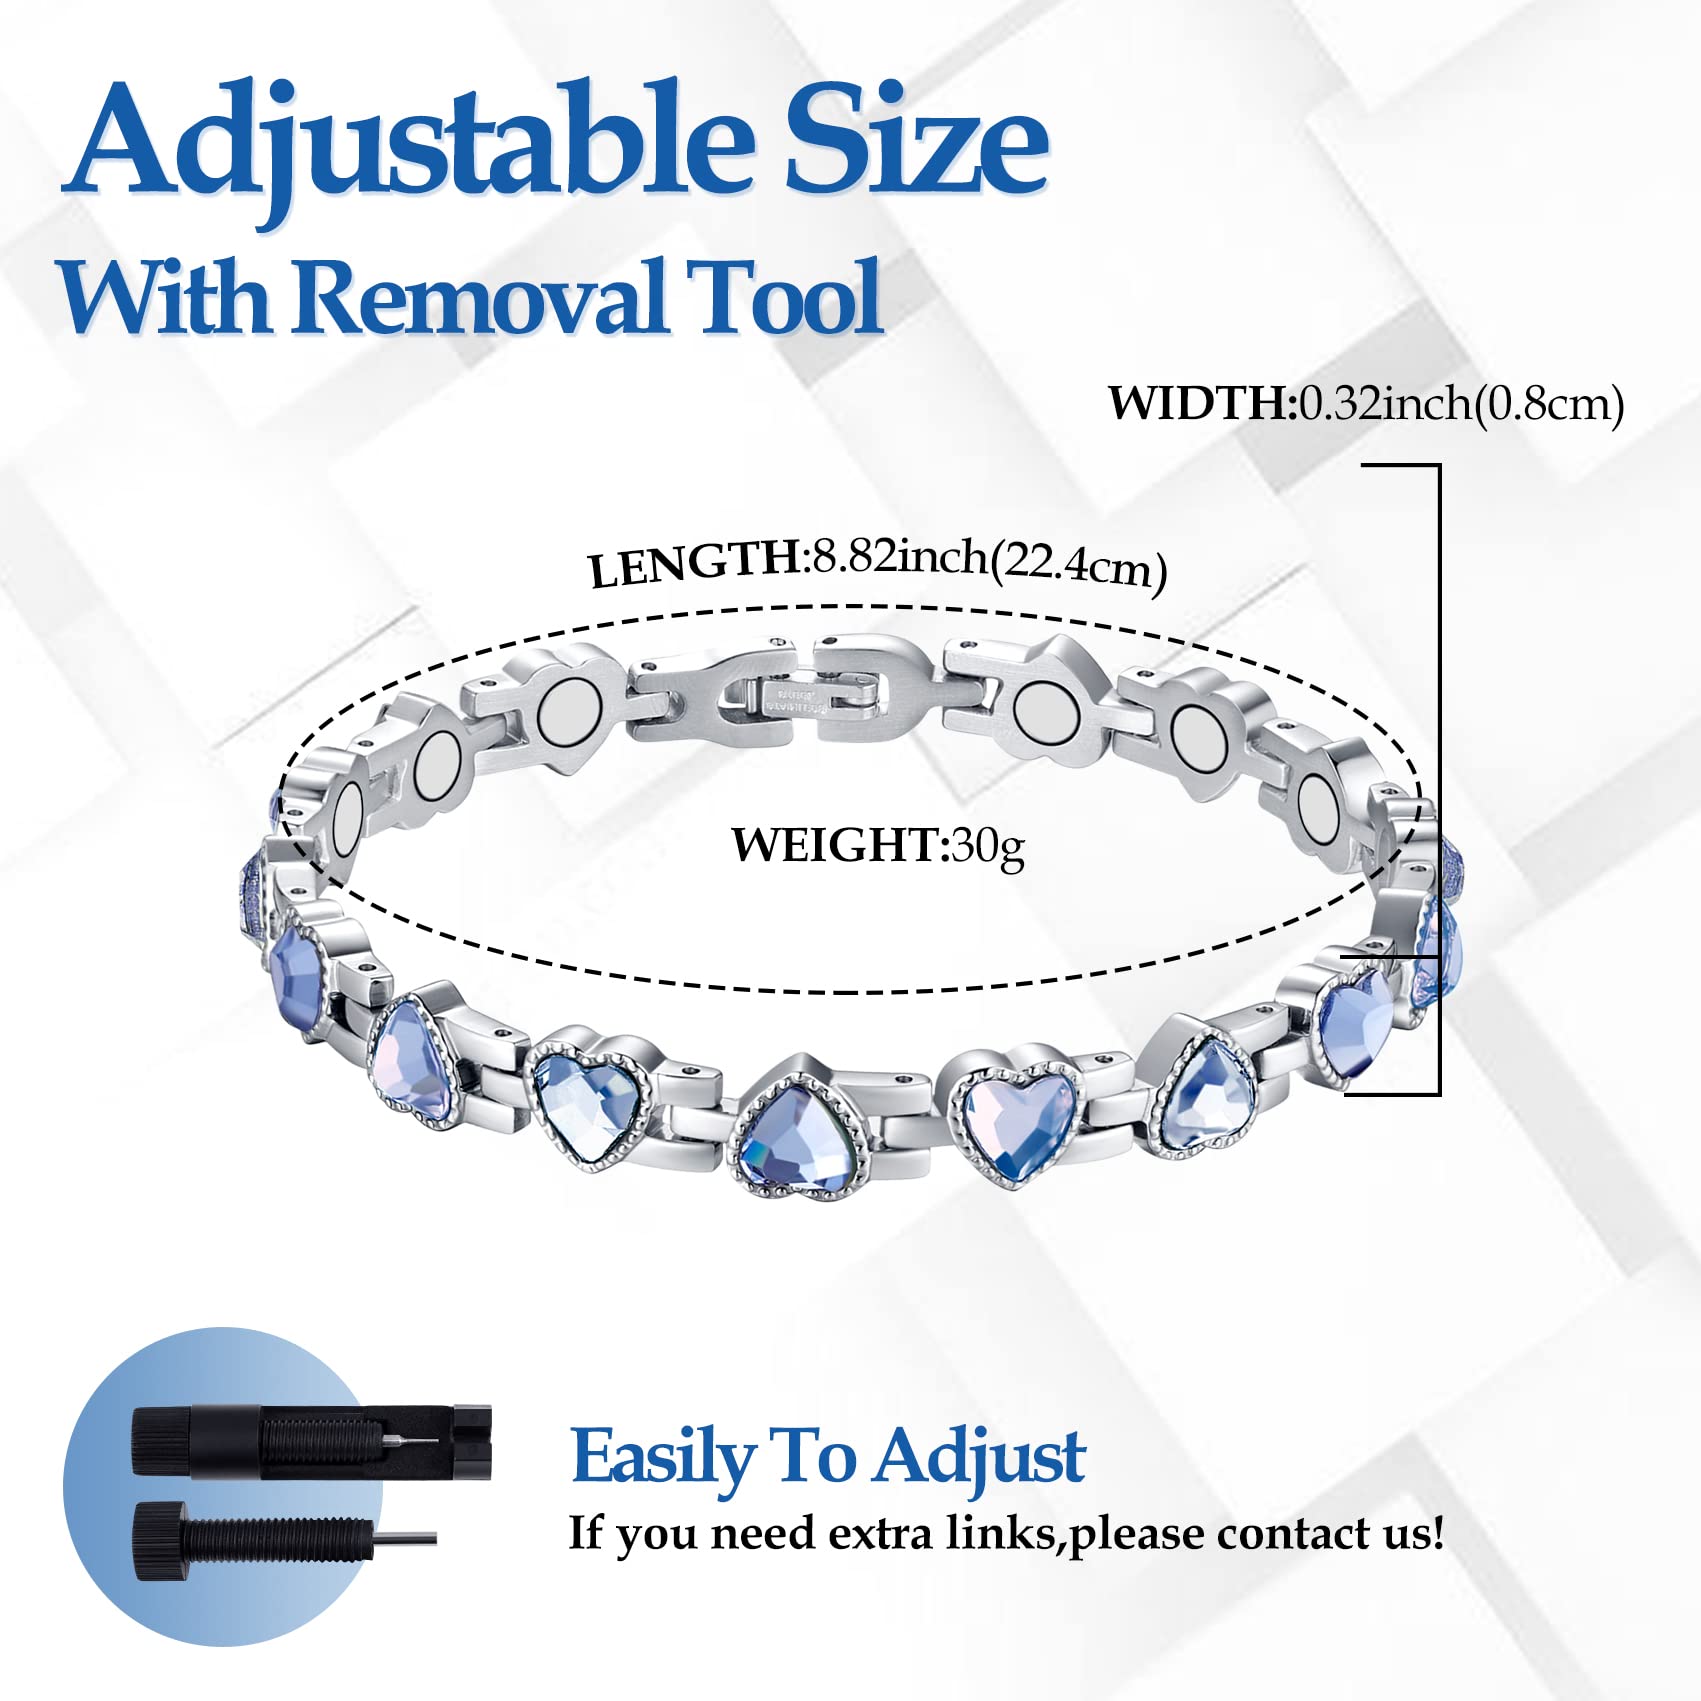 Adjustable Size
With Removal Tool
WIDTH:0.32inch(0.8cm)
LENGTH:8.82inch(22.4cm)
WEIGHT:30g
Easily To Adjust
If you need extra links,please contact us!